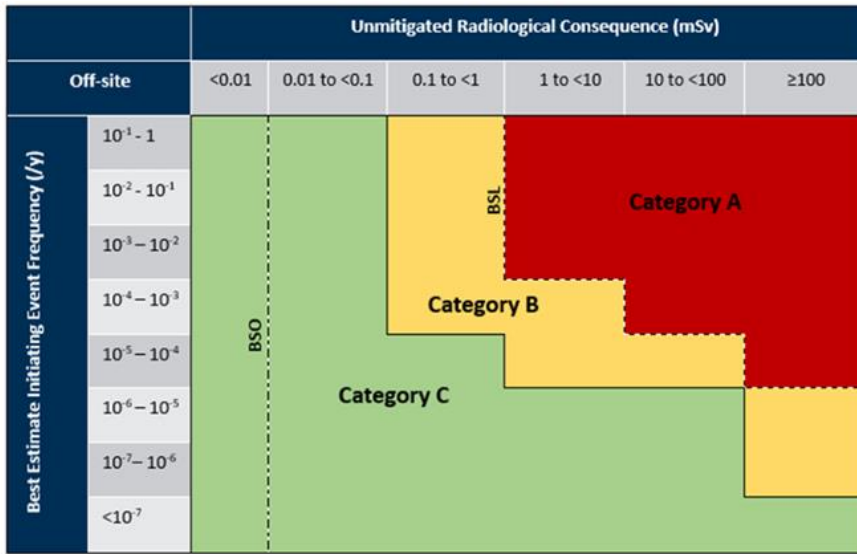 Unmitigated Radiological Consequence (mSv)
Off-site <0.01 0.01 to <0.1 0.1 to <1 1 to <10 10 to <100 ≥100
Best Estimate Initiating Event Frequency (/y)
10⁻¹ - 1
10⁻² - 10⁻¹
10⁻³ – 10⁻²
10⁻⁴ – 10⁻³
10⁻⁵ – 10⁻⁴
10⁻⁶ – 10⁻⁵
10⁻⁷ – 10⁻⁶
<10⁻⁷
BSO
BSL
Category A
Category B
Category C